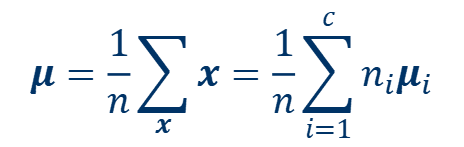 μ = 1/n ∑_x x = 1/n ∑_{i=1}^{c} n_i μ_i